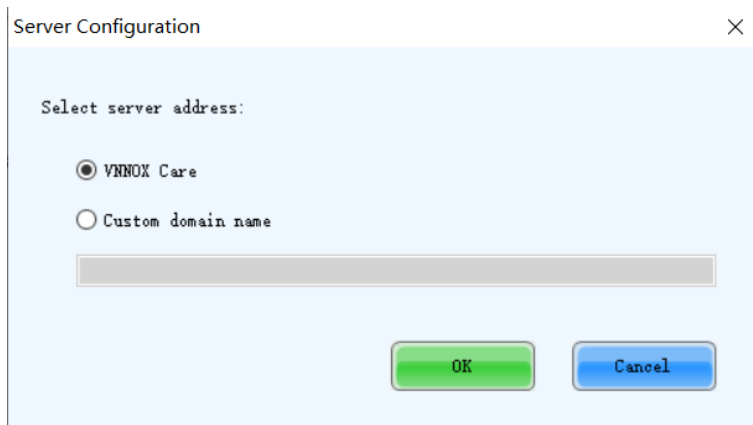 Server Configuration
Select server address:
VNNOX Care
Custom domain name
OK
Cancel